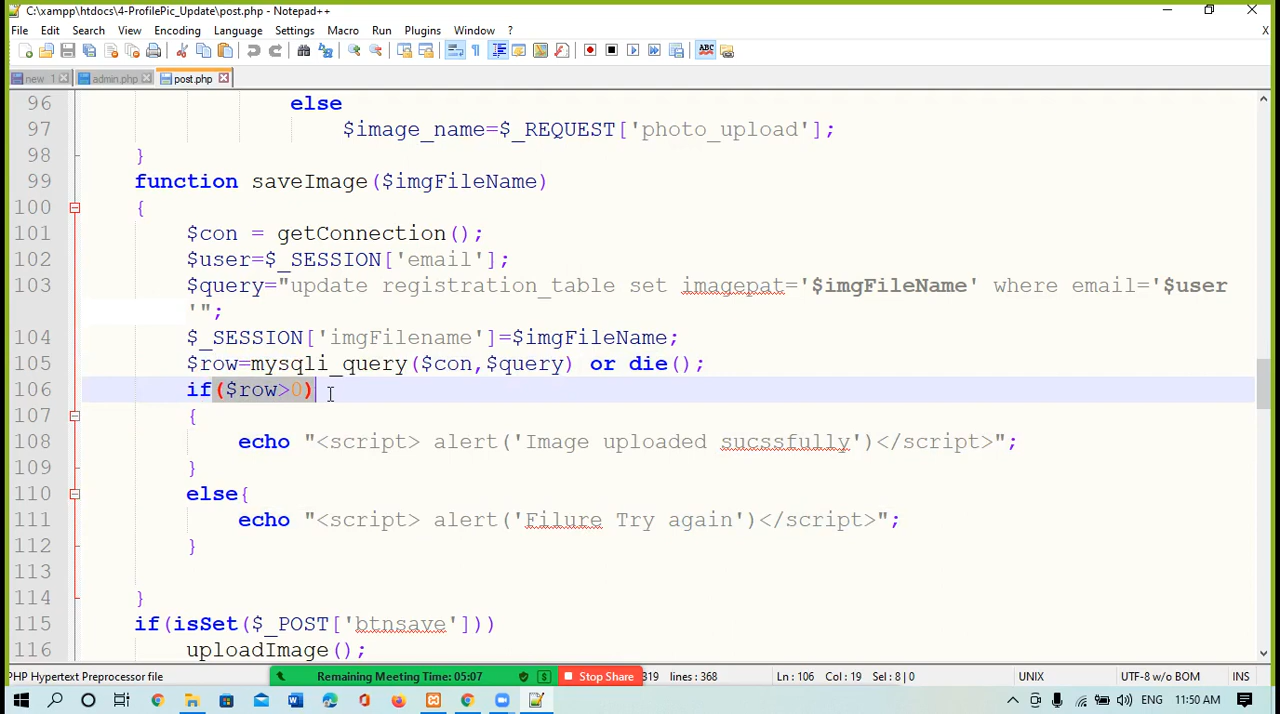 C:\xampp\htdocs\4-ProfilePic_Update\post.php - Notepad++
File Edit Search View Encoding Language Settings Macro Run Plugins Window ? X
new 1 admin.php post.php
96 else
97 $image_name=$_REQUEST['photo_upload'];
98 }
99 function saveImage($imgFileName)
100 {
101 $con = getConnection();
102 $user=$_SESSION['email'];
103 $query="update registration_table set imagepat='$imgFileName' where email='$user
'";
104 $_SESSION['imgFilename']=$imgFileName;
105 $row=mysqli_query($con,$query) or die();
106 if($row>0)
107 {
108 echo "<script> alert('Image uploaded sucssfully')</script>";
109 }
110 else{
111 echo "<script> alert('Filure Try again')</script>";
112 }
113
114 }
115 if(isSet($_POST['btnsave']))
116 uploadImage();
PHP Hypertext Preprocessor file Remaining Meeting Time: 05:07 Stop Share 319 lines : 368 Ln : 106 Col : 19 Sel : 8 | 0 UNIX UTF-8 w/o BOM INS
ENG 11:50 AM